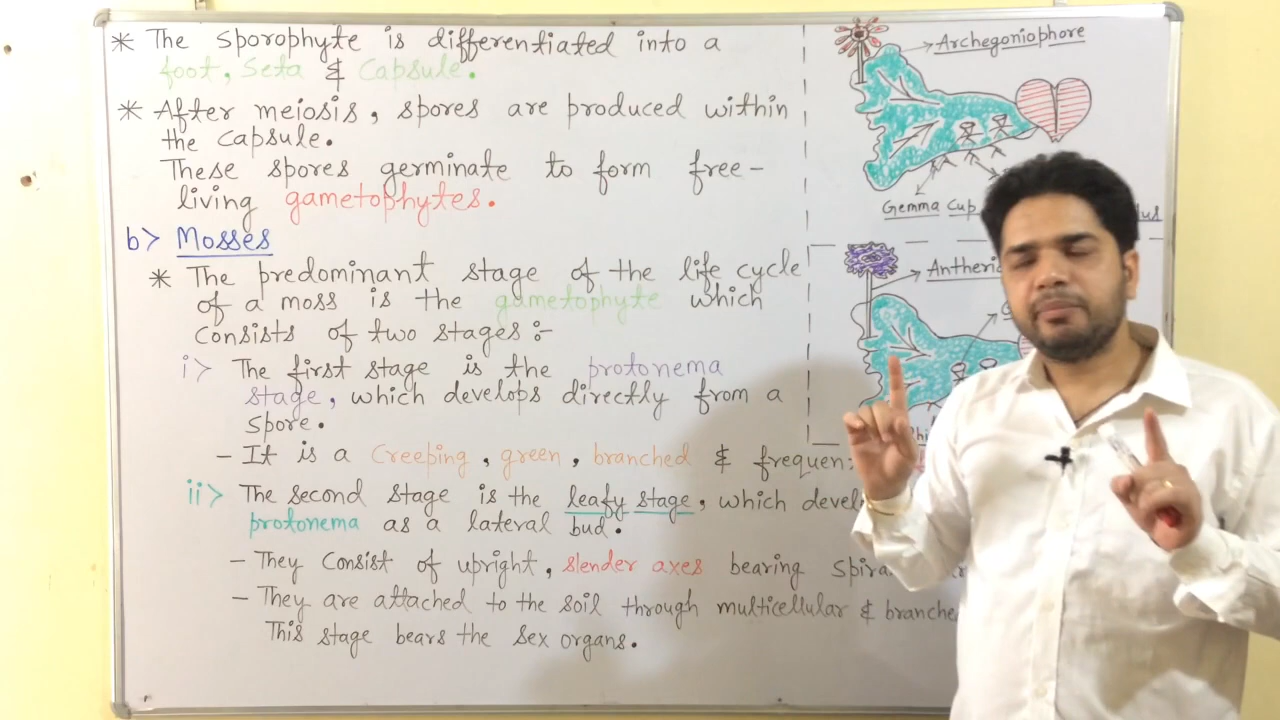 * The sporophyte is differentiated into a
foot, Seta & Capsule.
* After meiosis, spores are produced within
the capsule.
These spores germinate to form free-
living gametophytes.
b> Mosses
* The predominant stage of the life cycle
of a moss is the gametophyte which
consists of two stages :-
i> The first stage is the protonema
stage, which develops directly from a
spore.
- It is a Creeping, green, branched &
ii> The second stage is the leafy stage, which
protonema as a lateral bud.
- They consist of upright, slender axes bearing
- They are attached to the soil through multicellular &
This stage bears the sex organs.
Archegoniophore
Gemma Cup